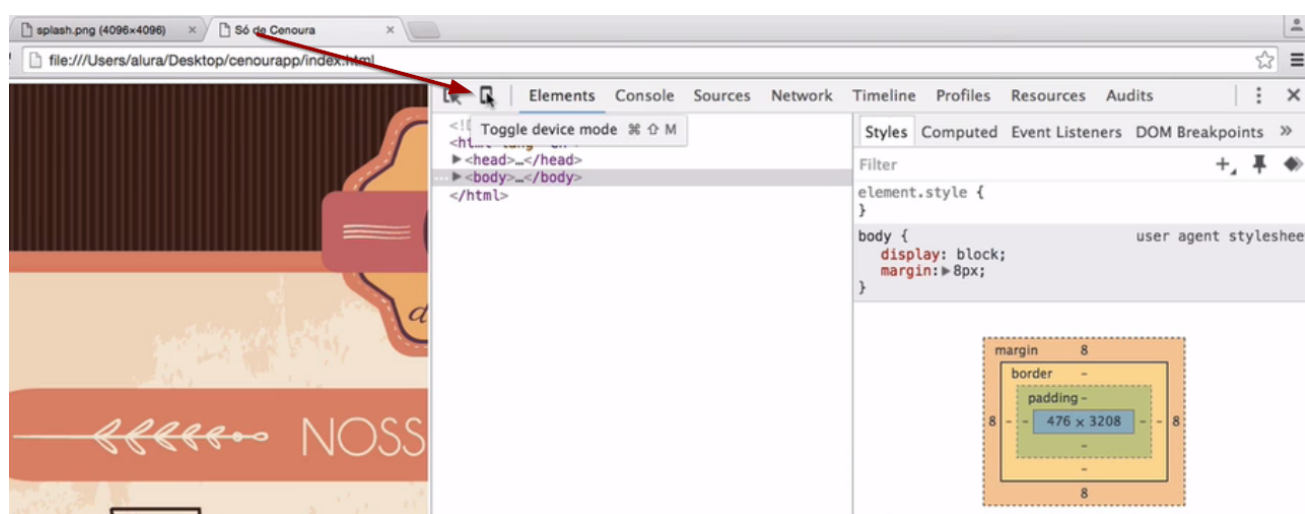 splash.png (4096×4096) × Só de Cenoura ×
file:///Users/alura/Desktop/cenourapp/index.html
Elements Console Sources Network Timeline Profiles Resources Audits
Toggle device mode ⌘ ⇧ M
Styles Computed Event Listeners DOM Breakpoints »
<head>…</head>
<body>…</body>
</html>
Filter
element.style {
}
body { user agent styleshee
display: block;
margin: 8px;
}
margin 8
border -
padding -
8 - - 476 × 3208 - - 8
-
-
8
d
NOSS